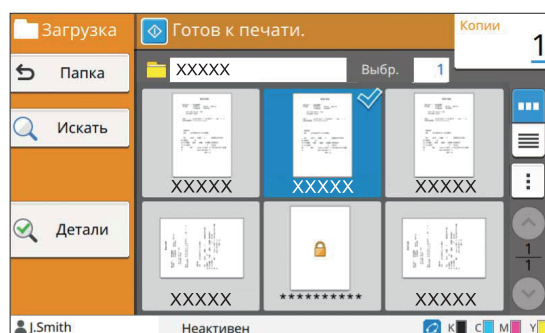 Загрузка
Готов к печати.
Копии
1
Папка
XXXXX
Выбр. 1
Искать
XXXXX XXXXX XXXXX
Детали
1
1
XXXXX ********** XXXXX
J.Smith
Неактивен
K C M Y